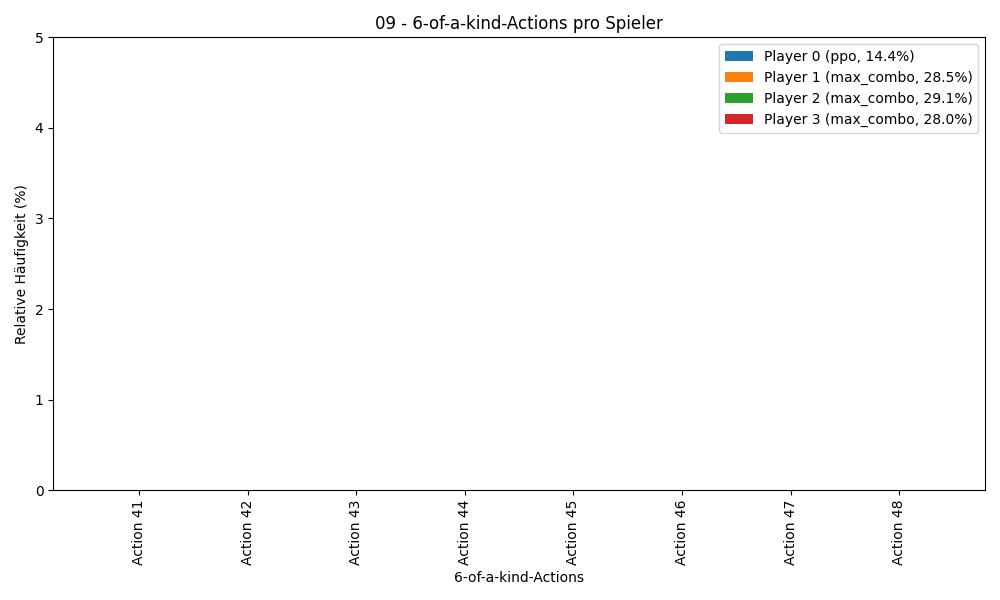 09 - 6-of-a-kind-Actions pro Spieler
Player 0 (ppo, 14.4%)
Player 1 (max_combo, 28.5%)
Player 2 (max_combo, 29.1%)
Player 3 (max_combo, 28.0%)
Relative Häufigkeit (%)
5
4
3
2
1
0
Action 41
Action 42
Action 43
Action 44
Action 45
Action 46
Action 47
Action 48
6-of-a-kind-Actions